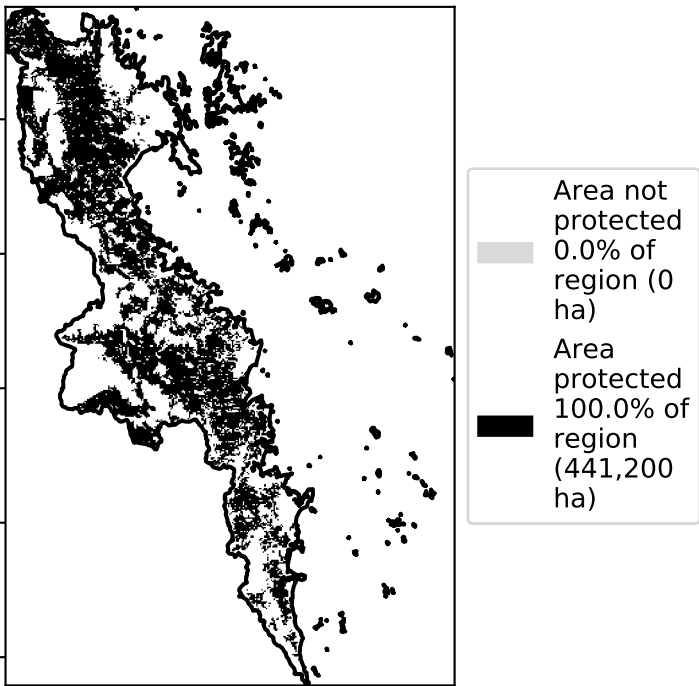 Area not
protected
0.0% of
region (0
ha)
Area
protected
100.0% of
region
(441,200
ha)